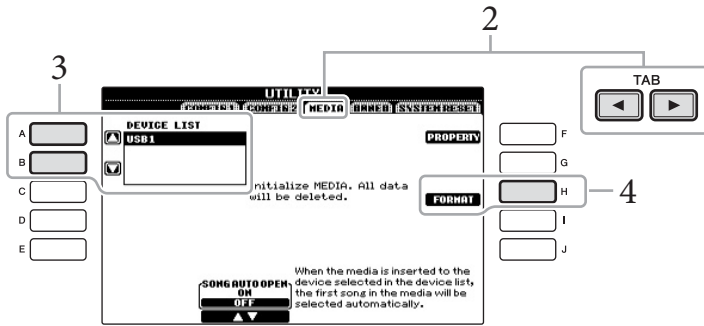 2
3
TAB
UTILITY
CONFIG 1 CONFIG 2 MEDIA OWNER SYSTEM RESET
A
DEVICE LIST
USB1
PROPERTY
F
B
G
C
nitialize MEDIA. All data
will be deleted.
FORMAT
H
4
D
I
E
J
SONG AUTO OPEN
ON
OFF
When the media is inserted to the
device selected in the device list,
the first song in the media will be
selected automatically.